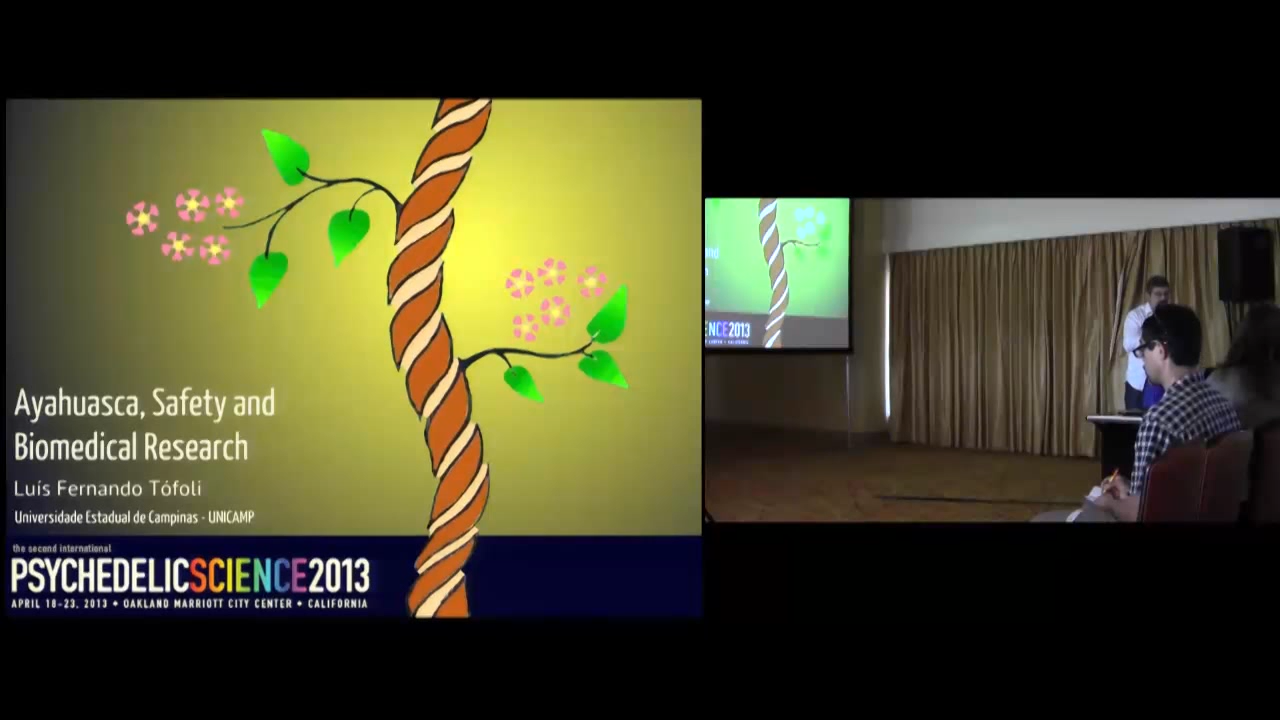 Ayahuasca, Safety and
Biomedical Research
Luís Fernando Tófoli
Universidade Estadual de Campinas - UNICAMP
the second international
PSYCHEDELICSCIENCE2013
APRIL 18-23, 2013 • OAKLAND MARRIOTT CITY CENTER • CALIFORNIA
ENCE2013